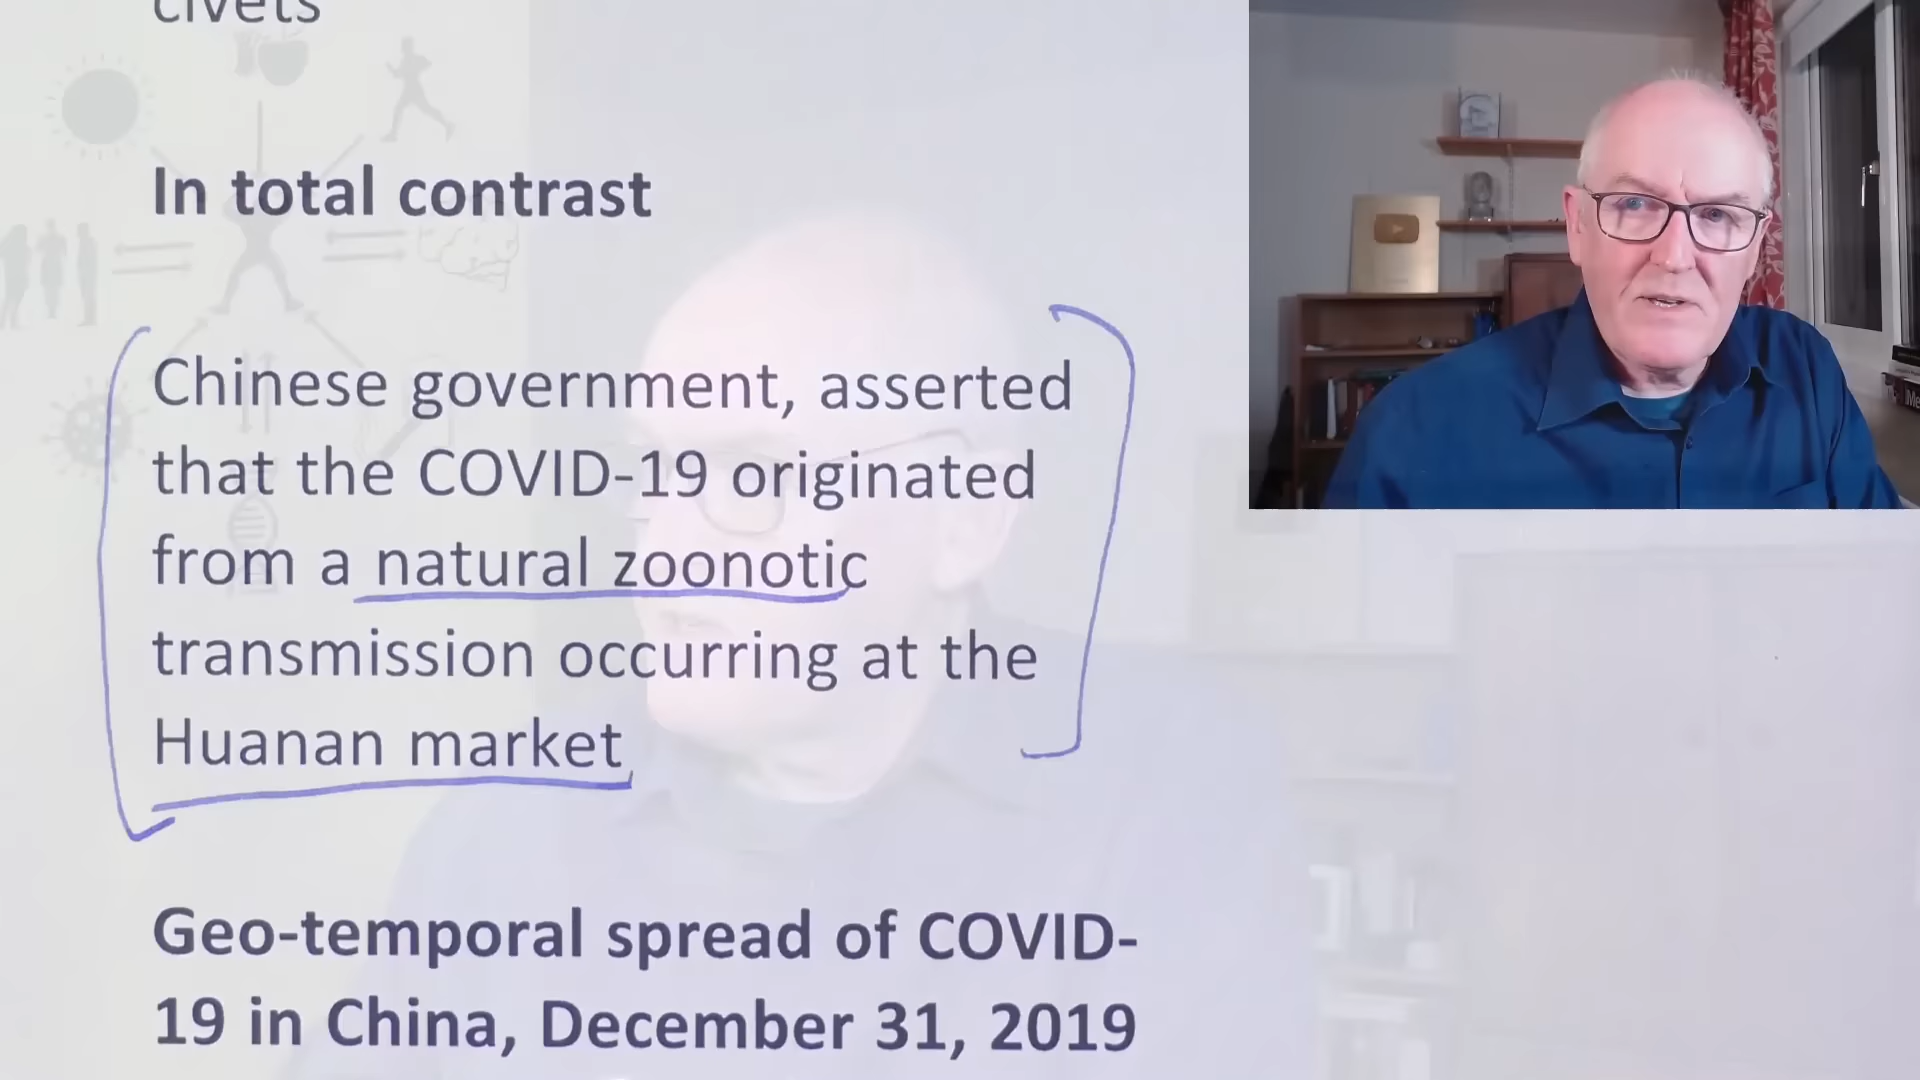 civets
In total contrast
Chinese government, asserted
that the COVID-19 originated
from a natural zoonotic
transmission occurring at the
Huanan market
Geo-temporal spread of COVID-
19 in China, December 31, 2019